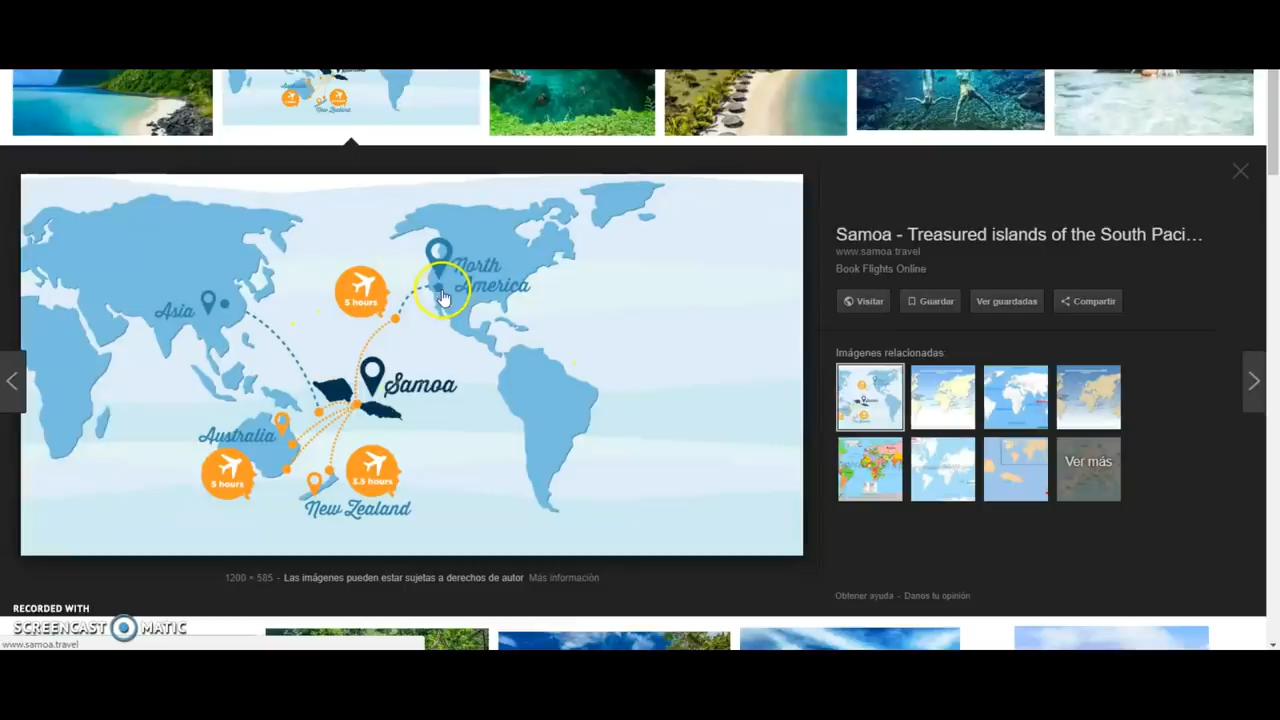 New Zealand
Samoa - Treasured islands of the South Paci...
www.samoa.travel
Book Flights Online
Visitar
Guardar
Ver guardadas
Compartir
North
America
5 hours
Asia
Samoa
Australia
5 hours
3.5 hours
New Zealand
Imágenes relacionadas:
Ver más
1200 × 585 - Las imágenes pueden estar sujetas a derechos de autor Más información
Obtener ayuda - Danos tu opinión
RECORDED WITH
SCREENCAST MATIC
www.samoa.travel